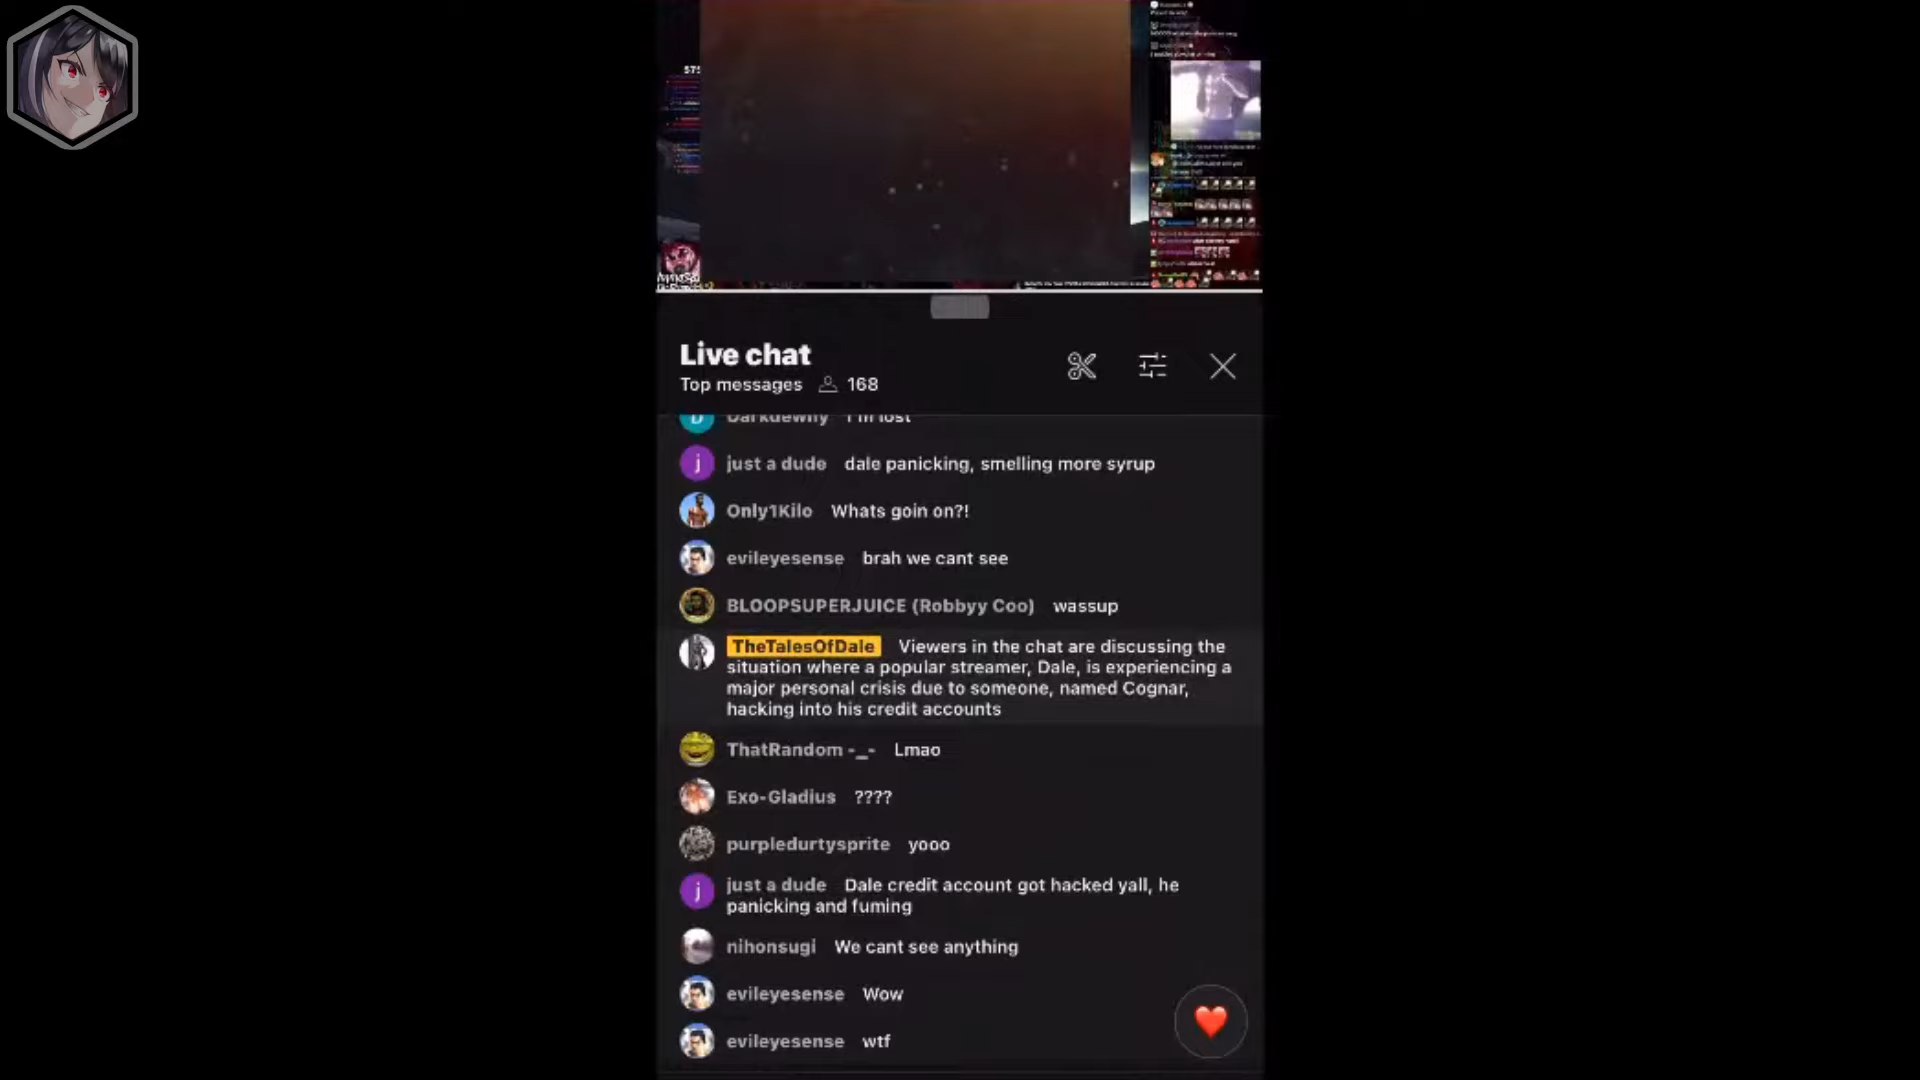 575
Live chat
Top messages 168
Darkdewny I'm lost
just a dude dale panicking, smelling more syrup
Only1Kilo Whats goin on?!
evileyesense brah we cant see
BLOOPSUPERJUICE (Robbyy Coo) wassup
TheTalesOfDale Viewers in the chat are discussing the
situation where a popular streamer, Dale, is experiencing a
major personal crisis due to someone, named Cognar,
hacking into his credit accounts
ThatRandom -_- Lmao
Exo-Gladius ????
purpledurtysprite yooo
j just a dude Dale credit account got hacked yall, he
panicking and fuming
nihonsugi We cant see anything
evileyesense Wow
evileyesense wtf